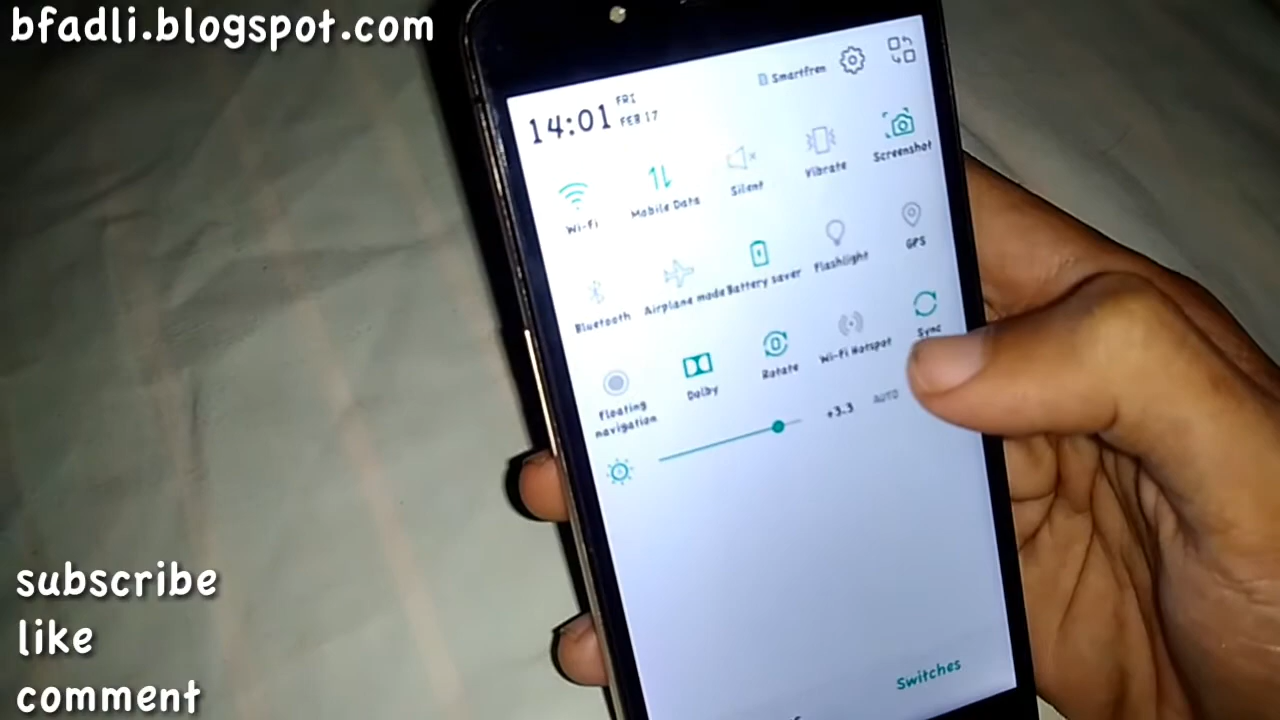 bfadli.blogspot.com
Smartfren
14:01 FRI
FEB 17
Wi-Fi Mobile Data Silent Vibrate Screenshot
Bluetooth Airplane mode Battery saver Flashlight GPS
Floating
navigation Dolby Rotate Wi-Fi Hotspot Sync
+3.3 AUTO
Switches
subscribe
like
comment